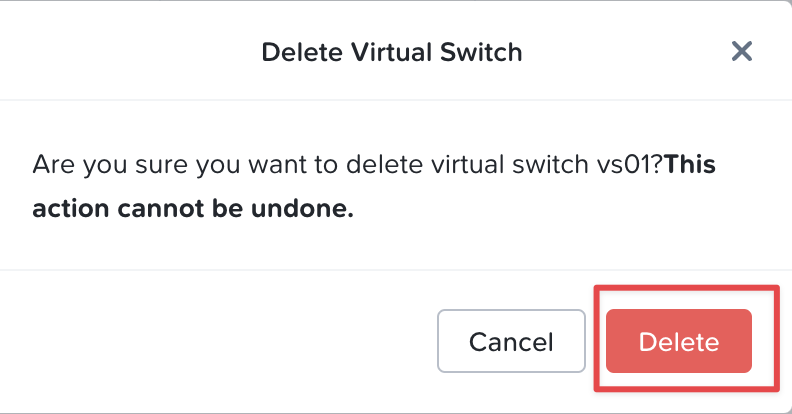 Delete Virtual Switch
Are you sure you want to delete virtual switch vs01?This
action cannot be undone.
Cancel
Delete